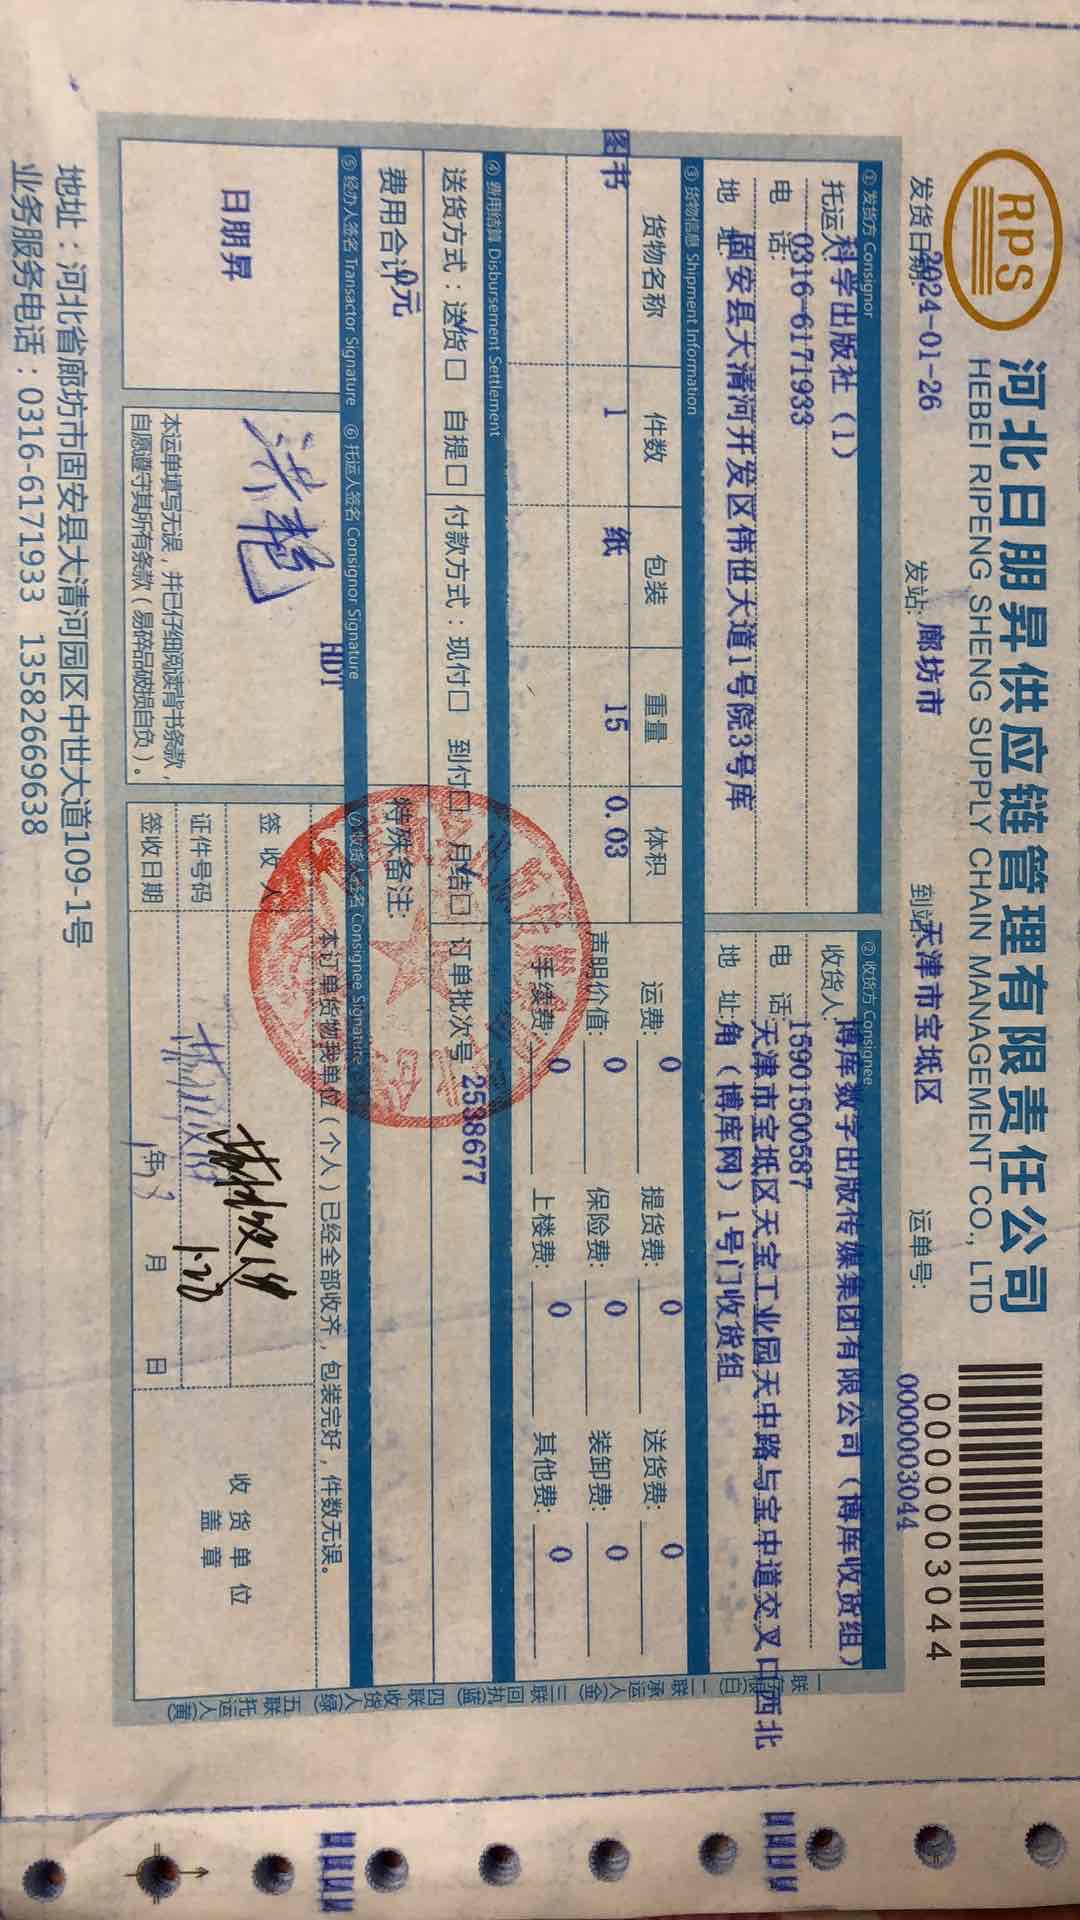 RPS
河北日朋昇供应链管理有限责任公司
HEBEI RIPENG SHENG SUPPLY CHAIN MANAGEMENT CO., LTD
0000003044
发货日期: 2024-01-26 发站: 廊坊市 到站: 天津市宝坻区 运单号: 0000003044
① 发货方 Consignor
托运人 科学出版社（1）
电 话: 0316-6171933
地 址: 固安县大清河开发区伟世大道1号院3号库
② 收货方 Consignee
收货人: 博库数字出版传媒集团有限公司（博库收货组）
电 话: 15901500587
地 址: 天津市宝坻区天宝工业园天中路与宝中道交叉口西北
角（博库网）1号门收货组
③ 货物信息 Shipment Information
货物名称 件数 包装 重量 体积
图书 1 纸 15 0.03
运费: 0 提货费: 0 送货费: 0
声明价值: 0 保险费: 0 装卸费: 0
手续费: 0 上楼费: 0 其他费: 0
④ 费用结算 Disbursement Settlement
送货方式：送货☑ 自提□ 付款方式：现付□ 到付□ 月结☑ 订单批次号 2538677
费用合计 0元 特殊备注:
⑤ 经办人签名 Transactor Signature ⑥ 托运人签名 Consignor Signature ⑦ 收货人签名 Consignee Signature
日朋昇
HDT
本运单填写无误，并已仔细阅读背书条款，
自愿遵守其所有条款（易碎品破损自负）。
本订单货物我单位（个人）已经全部收齐，包装完好，件数无误。
签 收 人
证件号码
签收日期 年 月 日
收 货 单 位
盖 章
地址：河北省廊坊市固安县大清河园区中世大道109-1号
业务服务电话：0316-6171933 13582669638
一联 存根(白) 二联 承运人(金) 三联 回执(蓝) 四联 收货人(绿) 五联 托运人(黄)